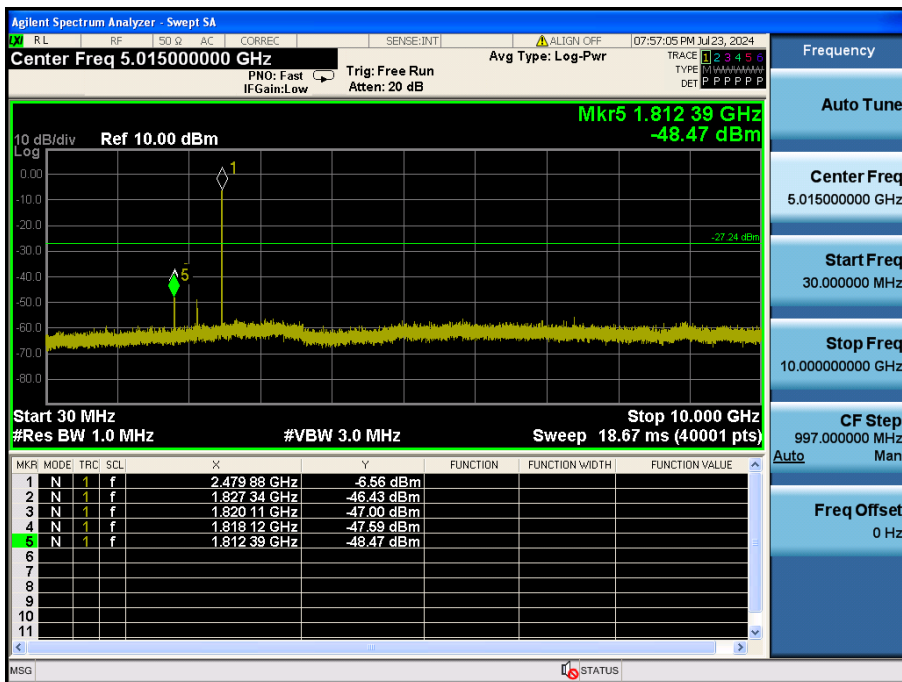 Agilent Spectrum Analyzer - Swept SA
LXI RL RF 50 Ω AC CORREC SENSE:INT ALIGN OFF 07:57:05 PM Jul 23, 2024
Center Freq 5.015000000 GHz
PNO: Fast
IFGain:Low
Trig: Free Run
Atten: 20 dB
Avg Type: Log-Pwr
TRACE 1 2 3 4 5 6
TYPE M WWWWW
DET P P P P P P
Mkr5 1.812 39 GHz
-48.47 dBm
10 dB/div Ref 10.00 dBm
Log
0.00
-10.0
-20.0
-30.0
-40.0
-50.0
-60.0
-70.0
-80.0
1
5
-27.24 dBm
Start 30 MHz Stop 10.000 GHz
#Res BW 1.0 MHz #VBW 3.0 MHz Sweep 18.67 ms (40001 pts)
MKR MODE TRC SCL X Y FUNCTION FUNCTION WIDTH FUNCTION VALUE
1 N 1 f 2.479 88 GHz -6.56 dBm
2 N 1 f 1.827 34 GHz -46.43 dBm
3 N 1 f 1.820 11 GHz -47.00 dBm
4 N 1 f 1.818 12 GHz -47.59 dBm
5 N 1 f 1.812 39 GHz -48.47 dBm
6
7
8
9
10
11
MSG STATUS
Frequency
Auto Tune
Center Freq
5.015000000 GHz
Start Freq
30.000000 MHz
Stop Freq
10.000000000 GHz
CF Step
997.000000 MHz
Auto Man
Freq Offset
0 Hz